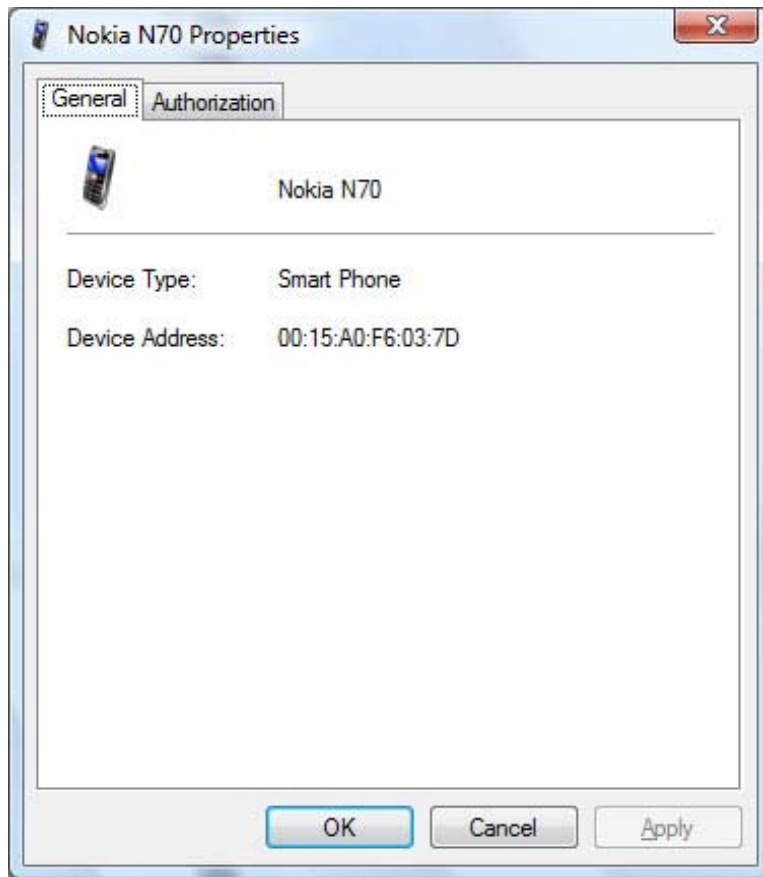 Nokia N70 Properties
General Authorization
Nokia N70
Device Type: Smart Phone
Device Address: 00:15:A0:F6:03:7D
OK Cancel Apply